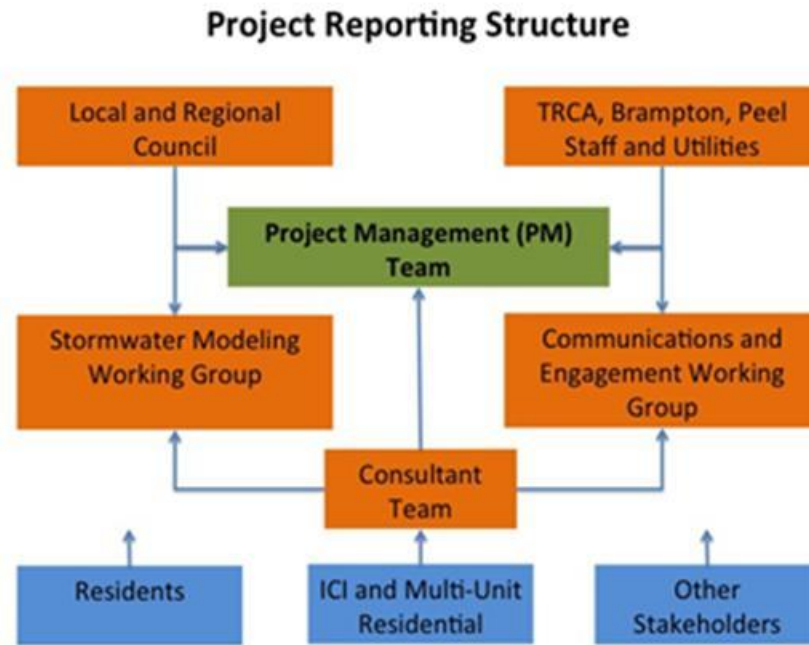 Project Reporting Structure
Local and Regional
Council
TRCA, Brampton, Peel
Staff and Utilities
Project Management (PM)
Team
Stormwater Modeling
Working Group
Communications and
Engagement Working
Group
Consultant
Team
Residents
ICI and Multi-Unit
Residential
Other
Stakeholders